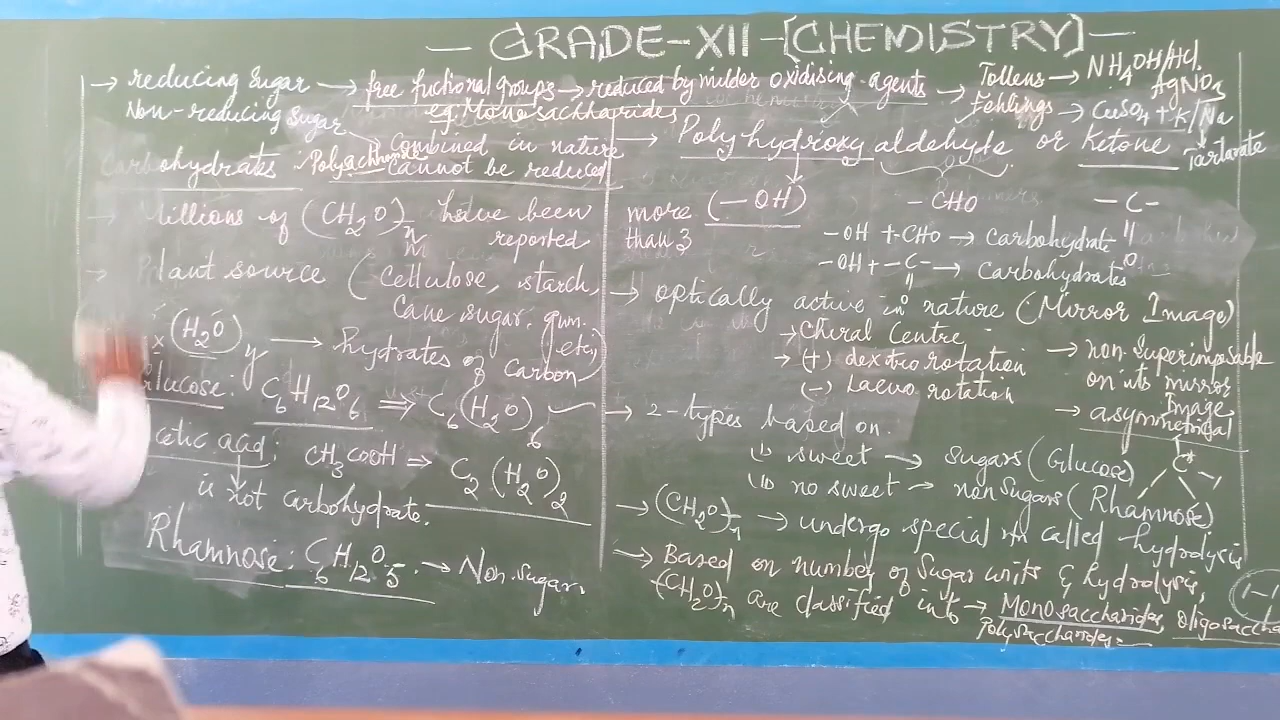 — GRADE-XII-[CHEMISTRY]—
→ reducing sugar → free fuctional groups → reduced by milder oxidising agents → Tollens → NH4OH/HCl. AgNO3
Fehlings → CuSO4 + K/Na Tartarate
Non-reducing sugar e.g. Monosaccharides
Combined in nature
cannot be reduced
Carbohydrates
→ Millions of (CH2O)n have been
reported
→ Plant source (cellulose, starch,
Cane sugar, gum.
etc)
x(H2O)y → hydrates of carbon
Glucose: C6H12O6 ⇒ C6(H2O)6
cetic acid: CH3COOH ⇒ C2(H2O)2
is not carbohydrate.
Rhamnose: C6H12O5. → Non-sugar
→ Polyhydroxy aldehyde or Ketone
more (-OH) -CHO -C-
than 3 O
-OH + CHO → carbohydrate
-OH + -C- → carbohydrates
O
→ optically active in nature (Mirror Image)
→ Chiral Centre
→ (+) dextro rotation
(-) Laevo rotation
→ non-superimposable
on its mirror
Image
→ asymmetrical
C*
→ 2-types based on.
(i) sweet → sugars (Glucose)
(ii) no sweet → non sugars (Rhamnose)
→ (CH2O)n → undergo special rxn called hydrolysis
→ Based on number of sugar units & hydrolysis,
(CH2O)n are classified into → Monosaccharides, oligosaccha
Polysaccharides=